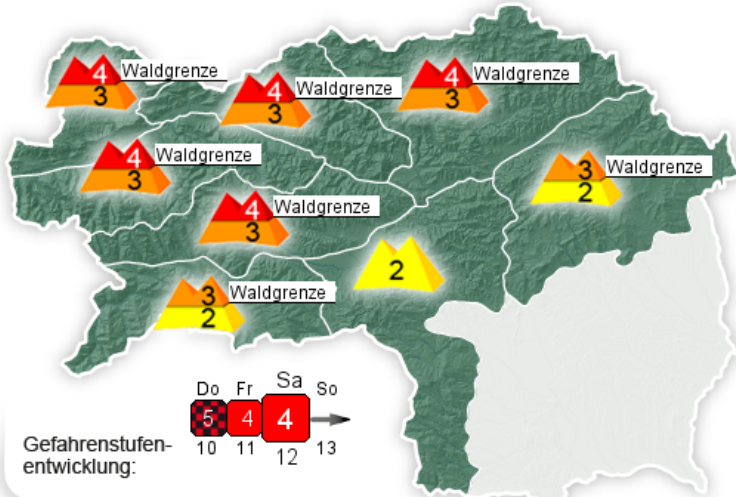 4 Waldgrenze
3
4 Waldgrenze
3
4 Waldgrenze
3
4 Waldgrenze
3
3 Waldgrenze
2
4 Waldgrenze
3
2
3 Waldgrenze
2
Do Fr Sa So
5 4 4
10 11 12 13
Gefahrenstufen-
entwicklung: